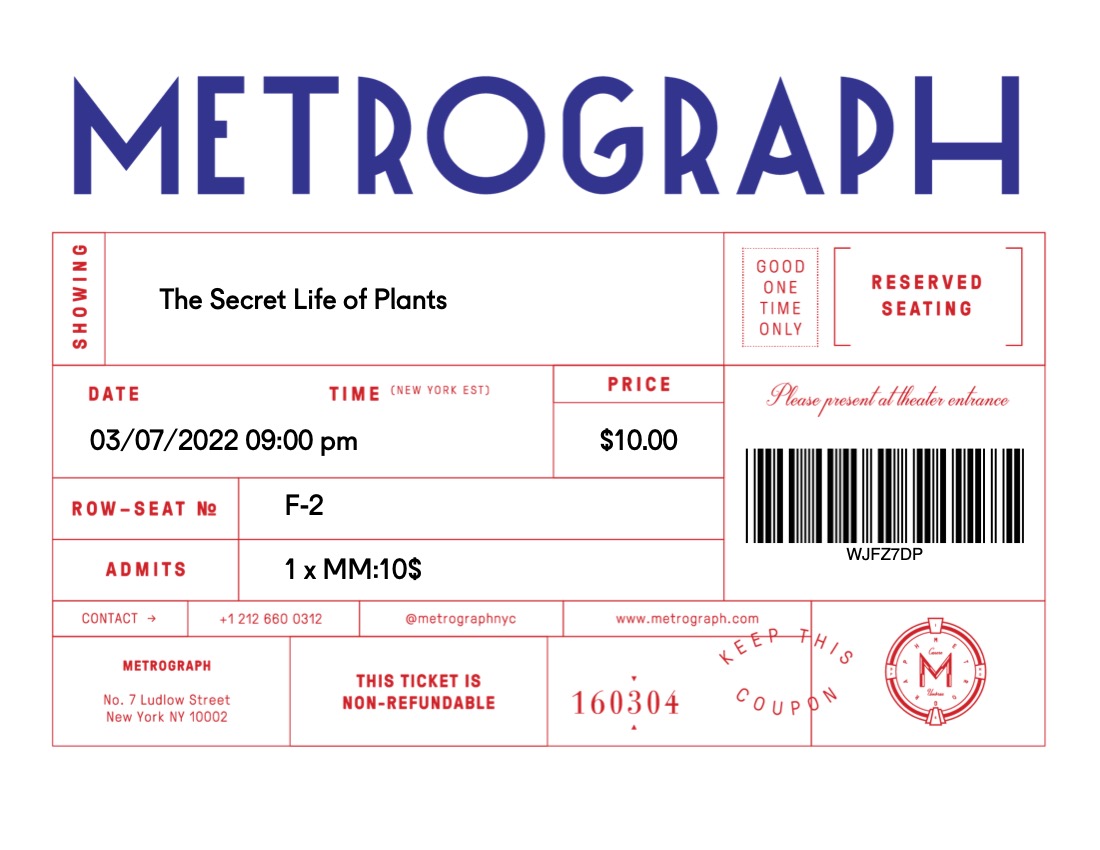 METROGRAPH
SHOWING
The Secret Life of Plants
GOOD
ONE
TIME
ONLY
RESERVED
SEATING
DATE
TIME (NEW YORK EST)
PRICE
03/07/2022 09:00 pm
$10.00
Please present at theater entrance
WJFZ7DP
ROW–SEAT №
F-2
ADMITS
1 x MM:10$
CONTACT →
+1 212 660 0312
@metrographnyc
www.metrograph.com
METROGRAPH
No. 7 Ludlow Street
New York NY 10002
THIS TICKET IS
NON-REFUNDABLE
160304
KEEP THIS
COUPON
METROGRAPH
M